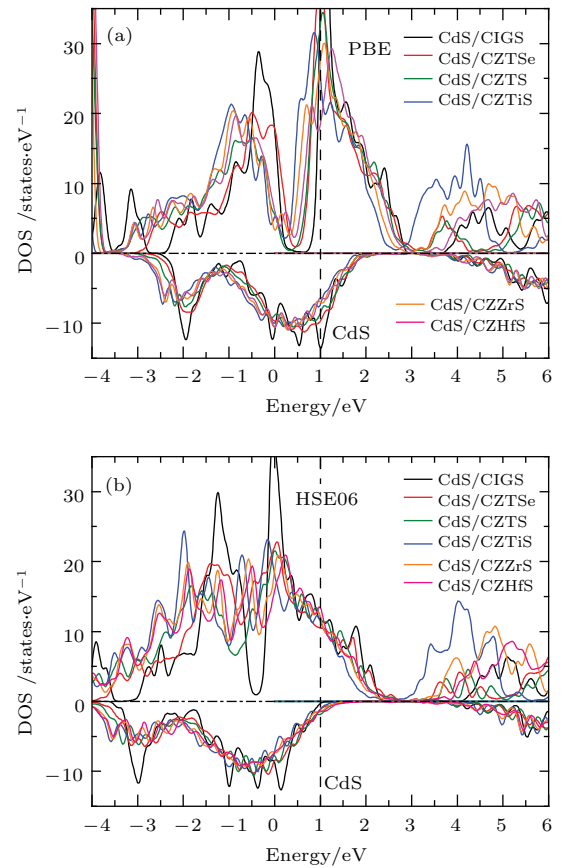 (a)
PBE
CdS/CIGS
CdS/CZTSe
CdS/CZTS
CdS/CZTiS
30
20
10
0
−10
DOS /states·eV⁻¹
CdS/CZZrS
CdS/CZHfS
CdS
−4 −3 −2 −1 0 1 2 3 4 5 6
Energy/eV
(b)
HSE06
CdS/CIGS
CdS/CZTSe
CdS/CZTS
CdS/CZTiS
CdS/CZZrS
CdS/CZHfS
30
20
10
0
−10
DOS /states·eV⁻¹
CdS
−4 −3 −2 −1 0 1 2 3 4 5 6
Energy/eV